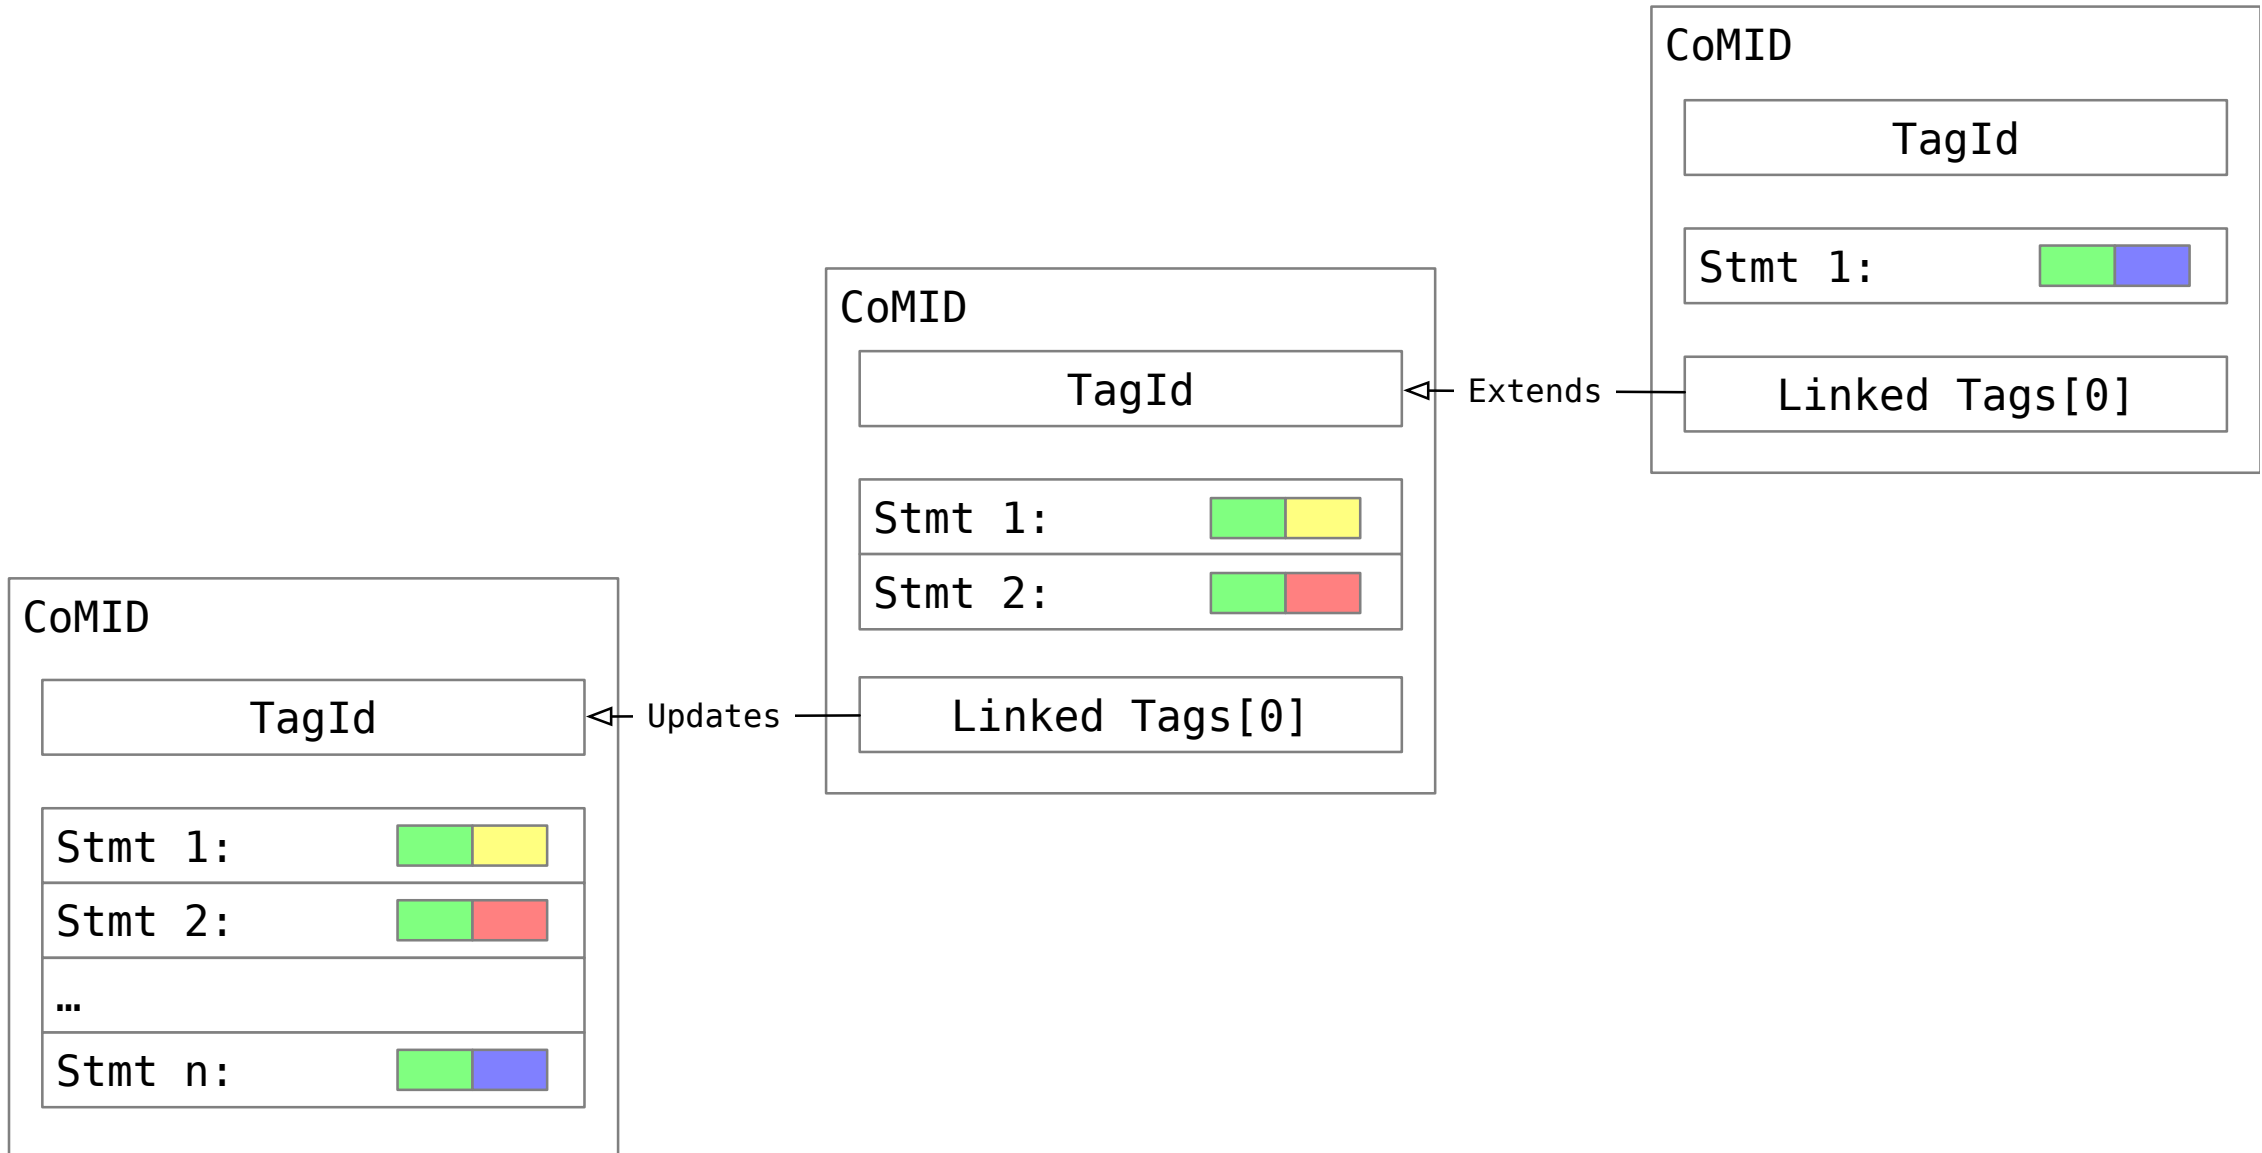 CoMID
TagId
Stmt 1:
Linked Tags[0]
Extends
CoMID
TagId
Stmt 1:
Stmt 2:
Linked Tags[0]
Updates
CoMID
TagId
Stmt 1:
Stmt 2:
…
Stmt n: